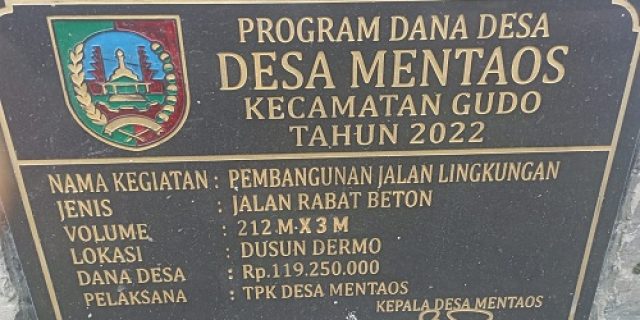 PROGRAM DANA DESA
DESA MENTAOS
KECAMATAN GUDO
TAHUN 2022
NAMA KEGIATAN : PEMBANGUNAN JALAN LINGKUNGAN
JENIS : JALAN RABAT BETON
VOLUME : 212 M X 3 M
LOKASI : DUSUN DERMO
DANA DESA : Rp.119.250.000
PELAKSANA : TPK DESA MENTAOS
KEPALA DESA MENTAOS